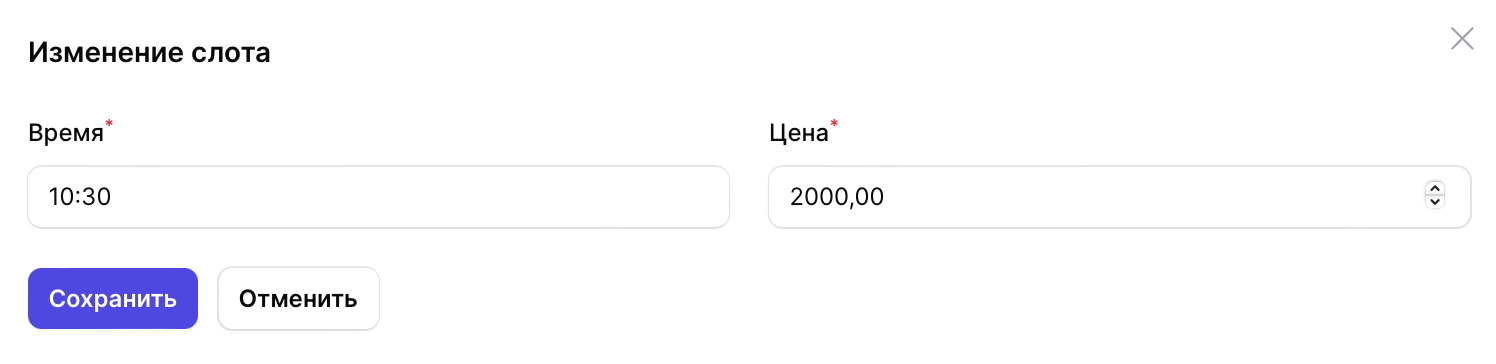 Изменение слота
Время*
Цена*
10:30
2000,00
Сохранить
Отменить